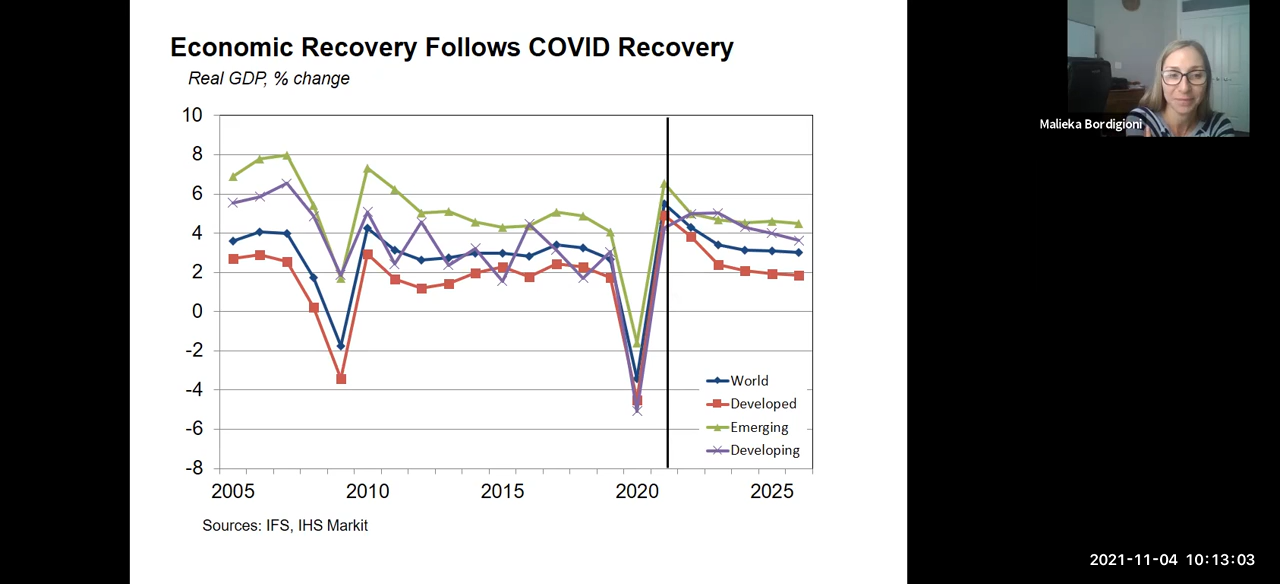 Economic Recovery Follows COVID Recovery
Real GDP, % change
10
8
6
4
2
0
-2
-4
-6
-8
World
Developed
Emerging
Developing
2005 2010 2015 2020 2025
Sources: IFS, IHS Markit
Malieka Bordigioni
2021-11-04 10:13:03